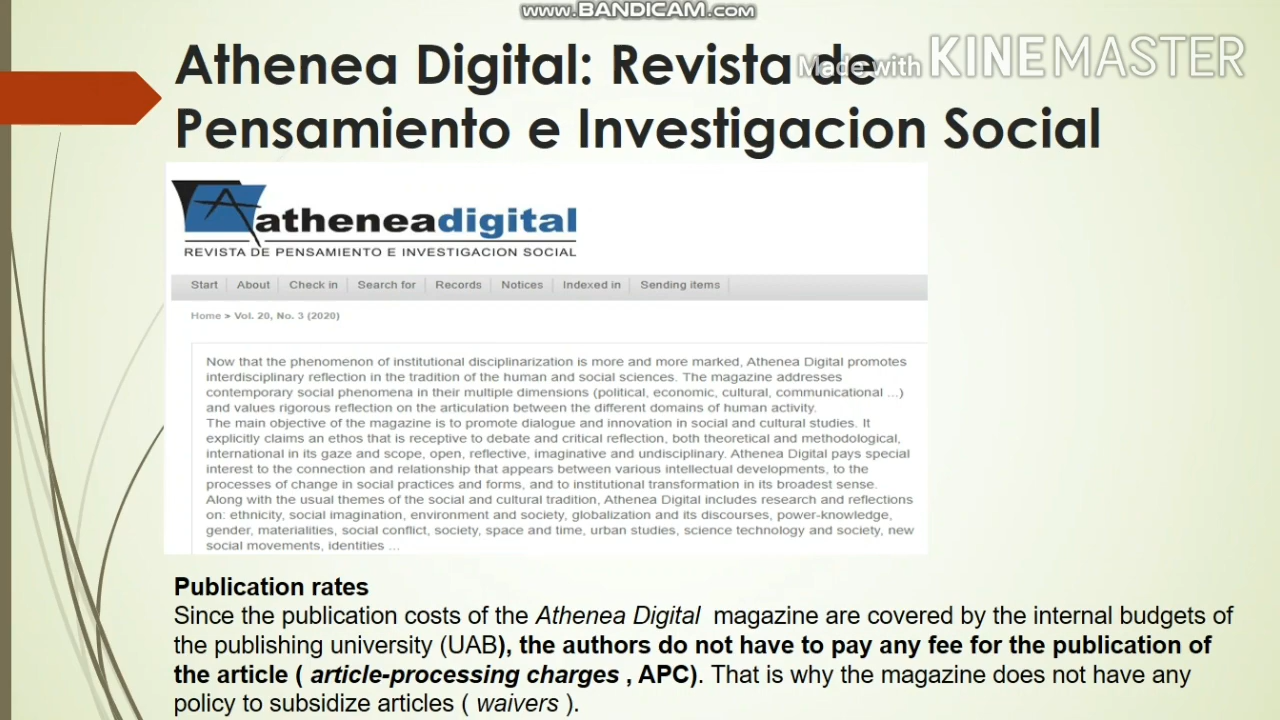 www.BANDICAM.com
Athenea Digital: Revista de
Made with KINEMASTER
Pensamiento e Investigacion Social
atheneadigital
REVISTA DE PENSAMIENTO E INVESTIGACION SOCIAL
Start About Check in Search for Records Notices Indexed in Sending items
Home > Vol. 20, No. 3 (2020)
Now that the phenomenon of institutional disciplinarization is more and more marked, Athenea Digital promotes
interdisciplinary reflection in the tradition of the human and social sciences. The magazine addresses
contemporary social phenomena in their multiple dimensions (political, economic, cultural, communicational ...)
and values rigorous reflection on the articulation between the different domains of human activity.
The main objective of the magazine is to promote dialogue and innovation in social and cultural studies. It
explicitly claims an ethos that is receptive to debate and critical reflection, both theoretical and methodological,
international in its gaze and scope, open, reflective, imaginative and undisciplinary. Athenea Digital pays special
interest to the connection and relationship that appears between various intellectual developments, to the
processes of change in social practices and forms, and to institutional transformation in its broadest sense.
Along with the usual themes of the social and cultural tradition, Athenea Digital includes research and reflections
on: ethnicity, social imagination, environment and society, globalization and its discourses, power-knowledge,
gender, materialities, social conflict, society, space and time, urban studies, science technology and society, new
social movements, identities ...
Publication rates
Since the publication costs of the Athenea Digital magazine are covered by the internal budgets of
the publishing university (UAB), the authors do not have to pay any fee for the publication of
the article ( article-processing charges , APC). That is why the magazine does not have any
policy to subsidize articles ( waivers ).